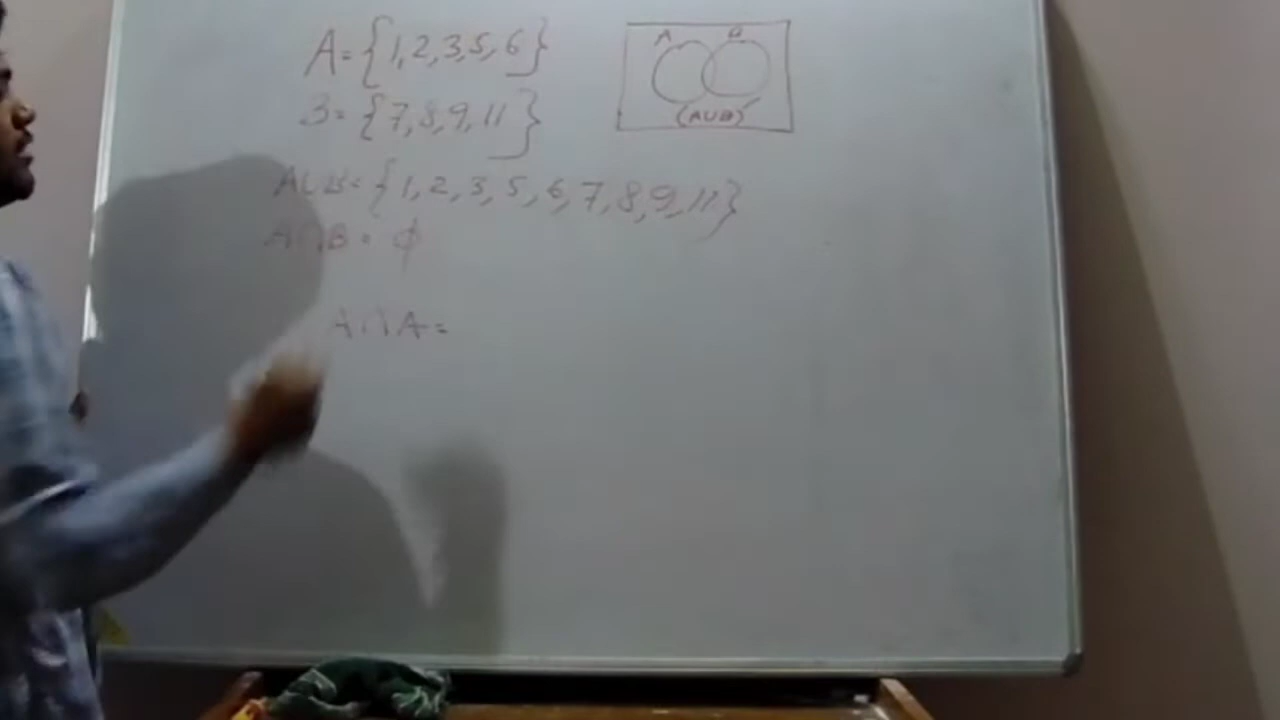 A = {1, 2, 3, 5, 6}
B = {7, 8, 9, 11}
A∪B = {1, 2, 3, 5, 6, 7, 8, 9, 11}
A∩B = ϕ
A∩A =
A B
(A∪B)